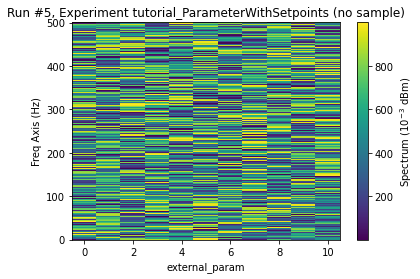 Run #5, Experiment tutorial_ParameterWithSetpoints (no sample)
500
400
300
200
100
0
Freq Axis (Hz)
0 2 4 6 8 10
external_param
800
600
400
200
Spectrum (10⁻³ dBm)